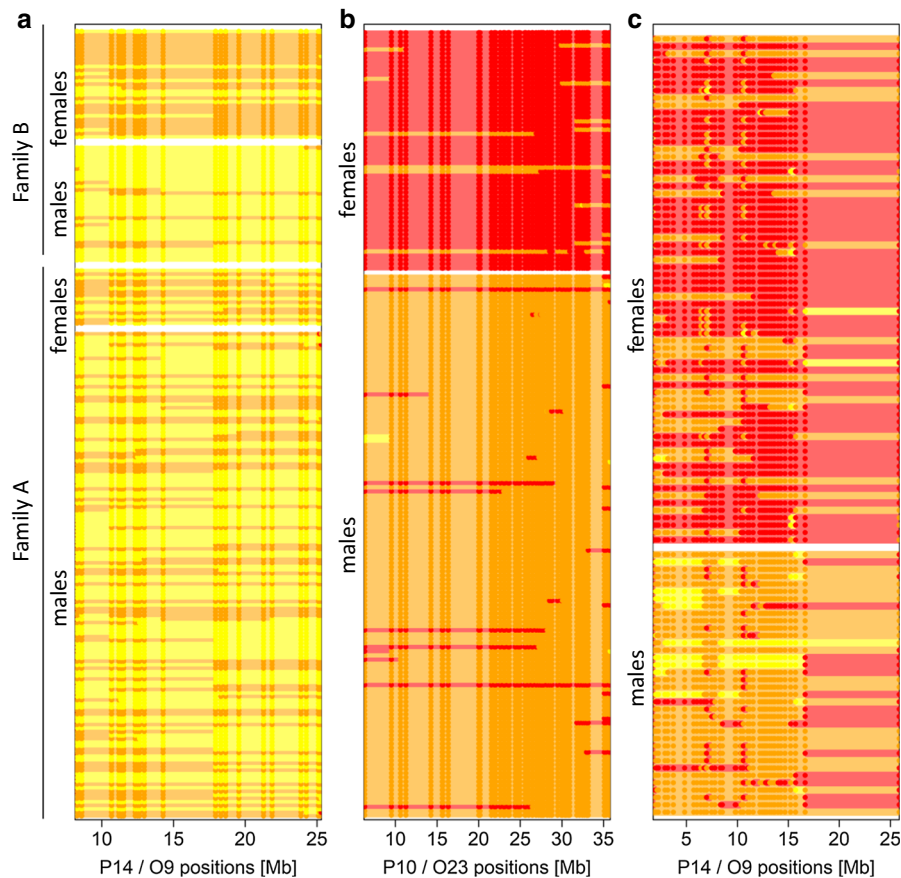 a
b
c
Family B
females
males
Family A
females
males
females
males
females
males
10 15 20 25
10 15 20 25 30 35
5 10 15 20 25
P14 / O9 positions [Mb]
P10 / O23 positions [Mb]
P14 / O9 positions [Mb]